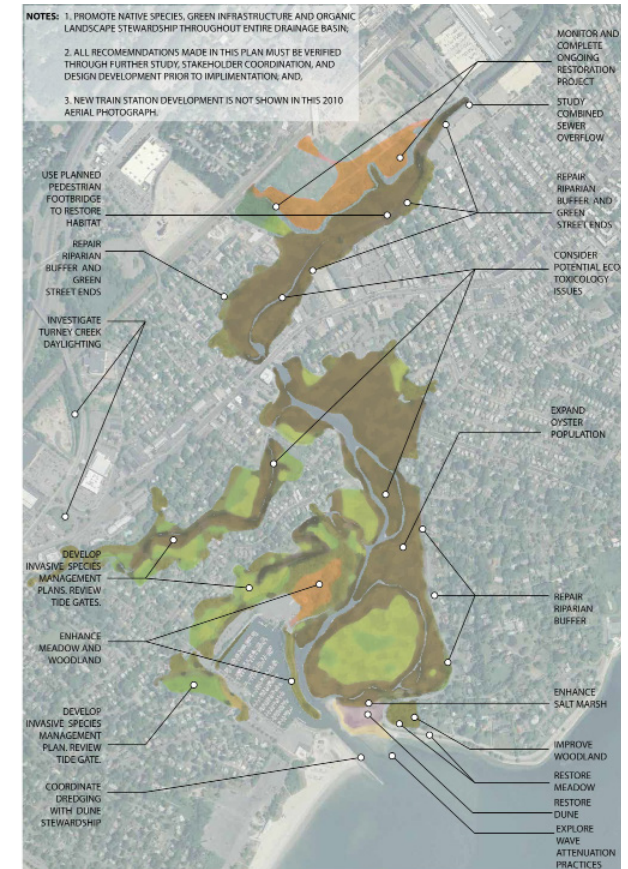 NOTES: 1. PROMOTE NATIVE SPECIES, GREEN INFRASTRUCTURE AND ORGANIC
LANDSCAPE STEWARDSHIP THROUGHOUT ENTIRE DRAINAGE BASIN;
2. ALL RECOMEMNDATIONS MADE IN THIS PLAN MUST BE VERIFIED
THROUGH FURTHER STUDY, STAKEHOLDER COORDINATION, AND
DESIGN DEVELOPMENT PRIOR TO IMPLIMENTATION; AND,
3. NEW TRAIN STATION DEVELOPMENT IS NOT SHOWN IN THIS 2010
AERIAL PHOTOGRAPH.
MONITOR AND
COMPLETE
ONGOING
RESTORATION
PROJECT
STUDY
COMBINED
SEWER
OVERFLOW
USE PLANNED
PEDESTRIAN
FOOTBRIDGE
TO RESTORE
HABITAT
REPAIR
RIPARIAN
BUFFER AND
GREEN
STREET ENDS
REPAIR
RIPARIAN
BUFFER AND
GREEN
STREET ENDS
CONSIDER
POTENTIAL ECO
TOXICOLOGY
ISSUES
INVESTIGATE
TURNEY CREEK
DAYLIGHTING
EXPAND
OYSTER
POPULATION
DEVELOP
INVASIVE SPECIES
MANAGEMENT
PLANS. REVIEW
TIDE GATES.
REPAIR
RIPARIAN
BUFFER
ENHANCE
MEADOW AND
WOODLAND
ENHANCE
SALT MARSH
DEVELOP
INVASIVE SPECIES
MANAGEMENT
PLAN. REVIEW
TIDE GATE.
IMPROVE
WOODLAND
RESTORE
MEADOW
COORDINATE
DREDGING
WITH DUNE
STEWARDSHIP
RESTORE
DUNE
EXPLORE
WAVE
ATTENUATION
PRACTICES